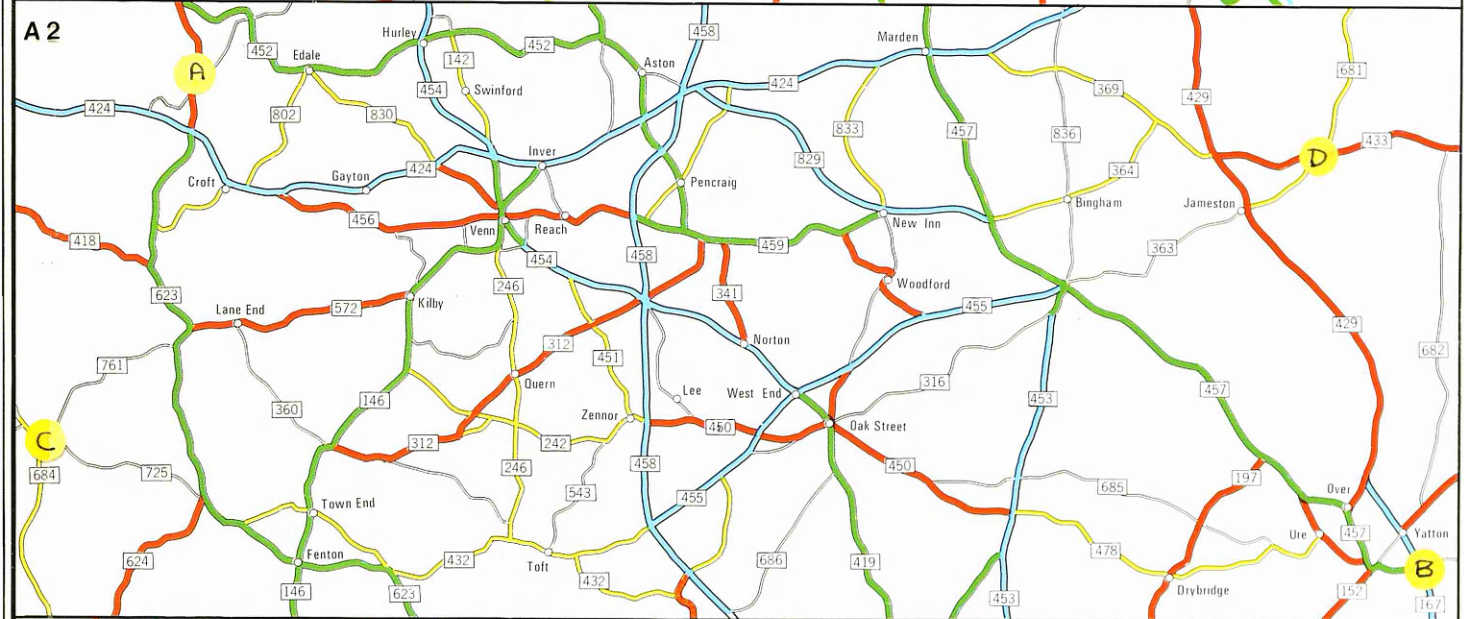 A 2
458
Hurley
452
452
142
Marden
Edale
Aston
681
A
454
Swinford
424
369
429
424
802
830
833
457
836
433
D
Inver
829
424
364
Croft
Gayton
Pencraig
Bingham
Jameston
456
Venn
Reach
New Inn
418
454
458
459
363
623
246
341
Woodford
Lane End
572
Kilby
455
429
312
451
Norton
682
761
Quern
316
457
360
146
Lee
West End
453
Zennor
450
Oak Street
C
312
242
684
725
246
458
450
197
543
455
685
Over
Town End
457
Yatton
Ure
478
624
Fenton
432
Toft
686
419
B
432
Drybridge
146
623
453
152
167